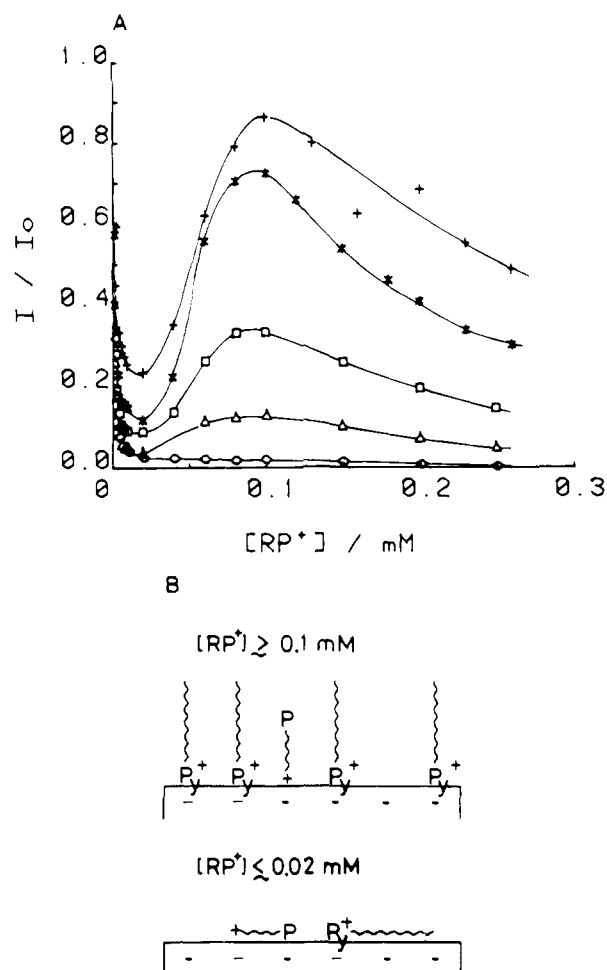 A
1.0
0.8
0.6
0.4
0.2
0.0
I / I₀
0 0.1 0.2 0.3
[RP⁺] / mM
B
[RP⁺] ≥ 0.1 mM
P
Py⁺ Py⁺ + Py⁺ Py⁺
- - - - - -
[RP⁺] ≤ 0.02 mM
+ P Py⁺
- - - - - -